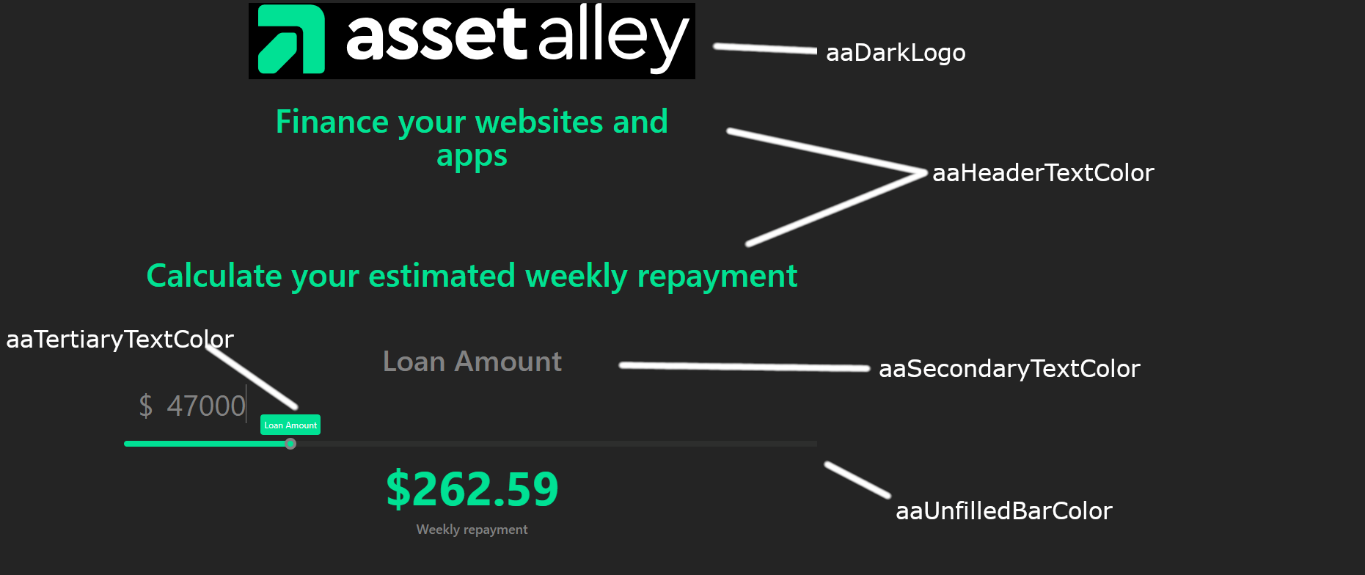 asset alley
aaDarkLogo
Finance your websites and
apps
aaHeaderTextColor
Calculate your estimated weekly repayment
aaTertiaryTextColor
Loan Amount
aaSecondaryTextColor
$ 47000
Loan Amount
$262.59
aaUnfilledBarColor
Weekly repayment